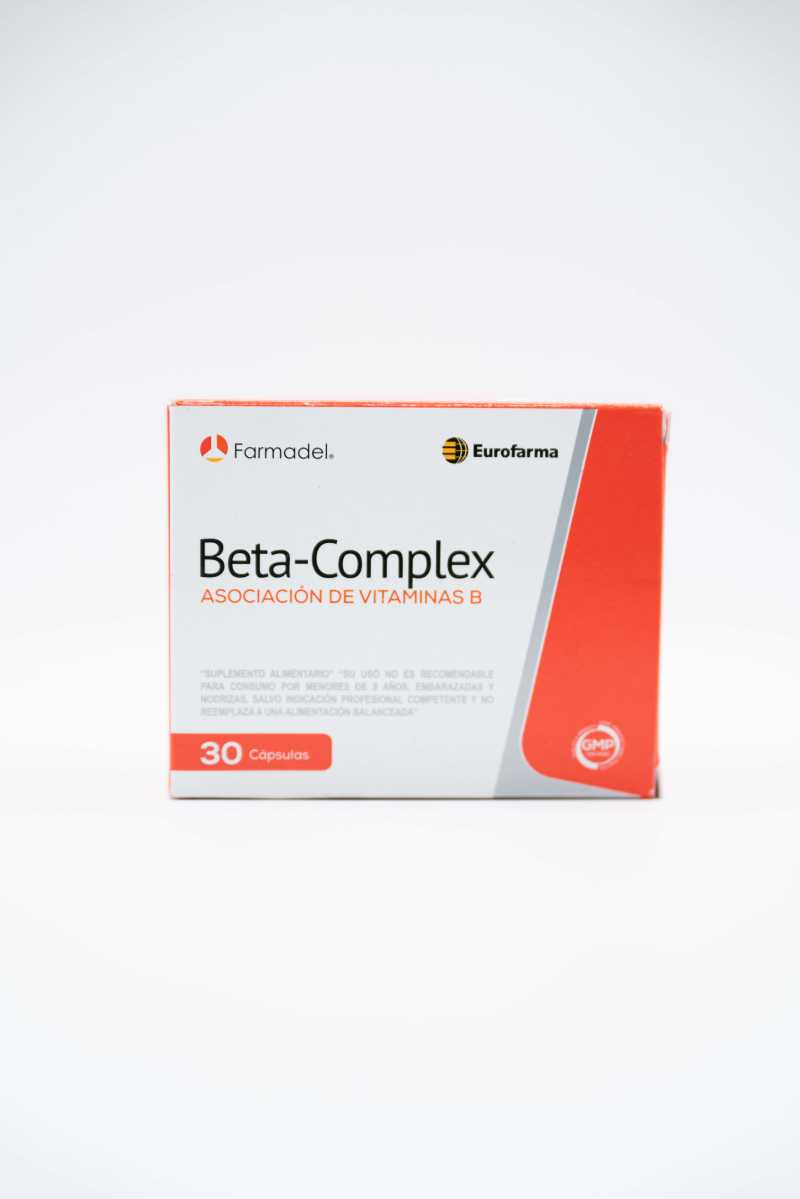 Farmadel®
Eurofarma
Beta-Complex
ASOCIACIÓN DE VITAMINAS B
"SUPLEMENTO ALIMENTARIO" "SU USO NO ES RECOMENDABLE
PARA CONSUMO POR MENORES DE 3 AÑOS, EMBARAZADAS Y
NODRIZAS, SALVO INDICACIÓN PROFESIONAL COMPETENTE Y NO
REEMPLAZA A UNA ALIMENTACIÓN BALANCEADA"
30 Cápsulas
GMP